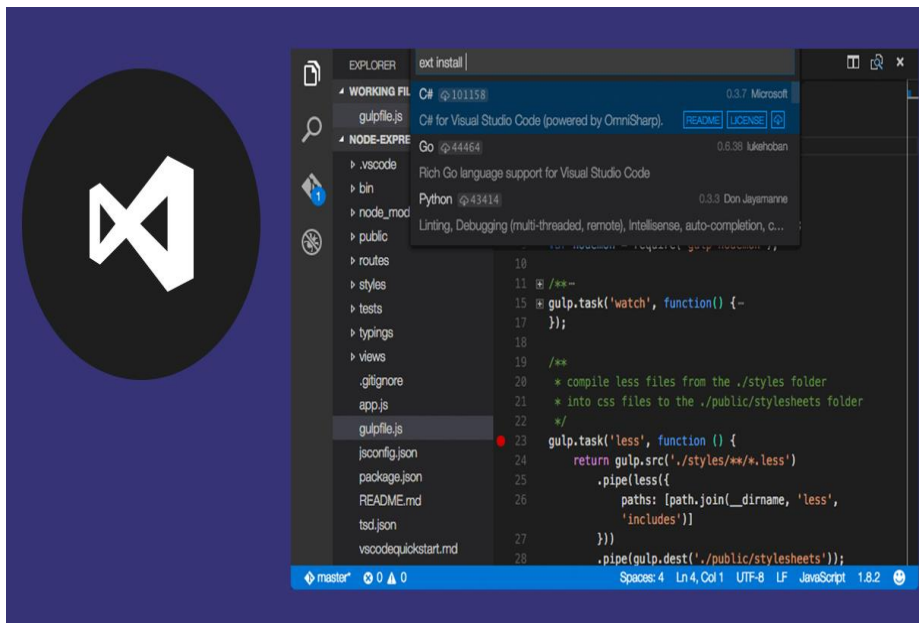 EXPLORER
ext install
WORKING FIL
gulpfile.js
NODE-EXPRE
.vscode
bin
node_mod
public
routes
styles
tests
typings
views
.gitignore
app.js
gulpfile.js
jsconfig.json
package.json
README.md
tsd.json
vscodequickstart.md
1
C# 101158 0.3.7 Microsoft
C# for Visual Studio Code (powered by OmniSharp). README LICENSE
Go 44464 0.6.38 lukehoban
Rich Go language support for Visual Studio Code
Python 43414 0.3.3 Don Jayamanne
Linting, Debugging (multi-threaded, remote), Intellisense, auto-completion, c...
10
11 /**
15 gulp.task('watch', function() {
17 });
18
19 /**
20 * compile less files from the ./styles folder
21 * into css files to the ./public/stylesheets folder
22 */
23 gulp.task('less', function () {
24 return gulp.src('./styles/**/*.less')
25 .pipe(less({
26 paths: [path.join(__dirname, 'less',
'includes')]
27 }))
28 .pipe(gulp.dest('./public/stylesheets'));
master* 0 0 Spaces: 4 Ln 4, Col 1 UTF-8 LF JavaScript 1.8.2